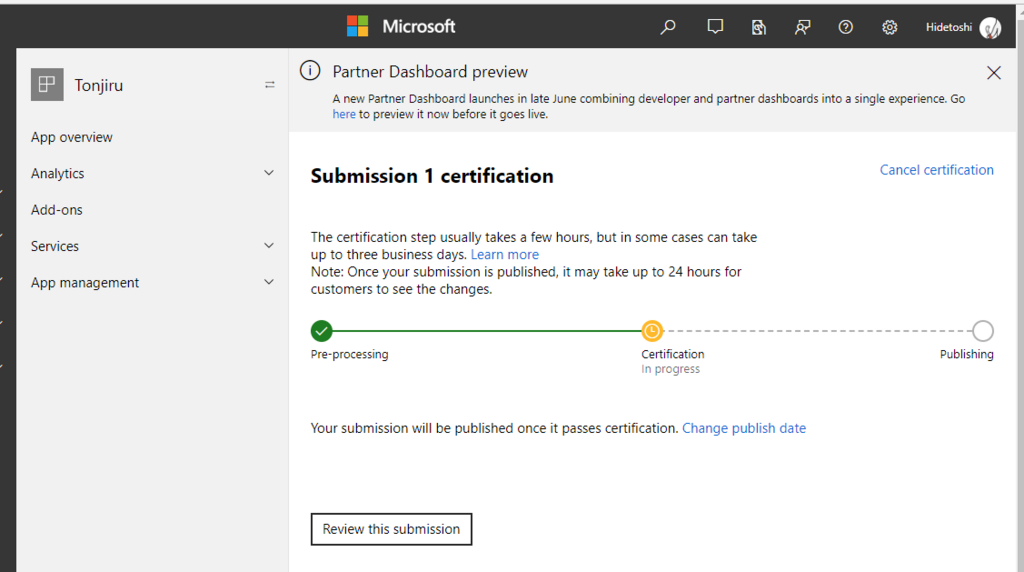 Microsoft
Hidetoshi
Tonjiru
App overview
Analytics
Add-ons
Services
App management
Partner Dashboard preview
A new Partner Dashboard launches in late June combining developer and partner dashboards into a single experience. Go
here to preview it now before it goes live.
Submission 1 certification
Cancel certification
The certification step usually takes a few hours, but in some cases can take
up to three business days. Learn more
Note: Once your submission is published, it may take up to 24 hours for
customers to see the changes.
Pre-processing
Certification
In progress
Publishing
Your submission will be published once it passes certification. Change publish date
Review this submission